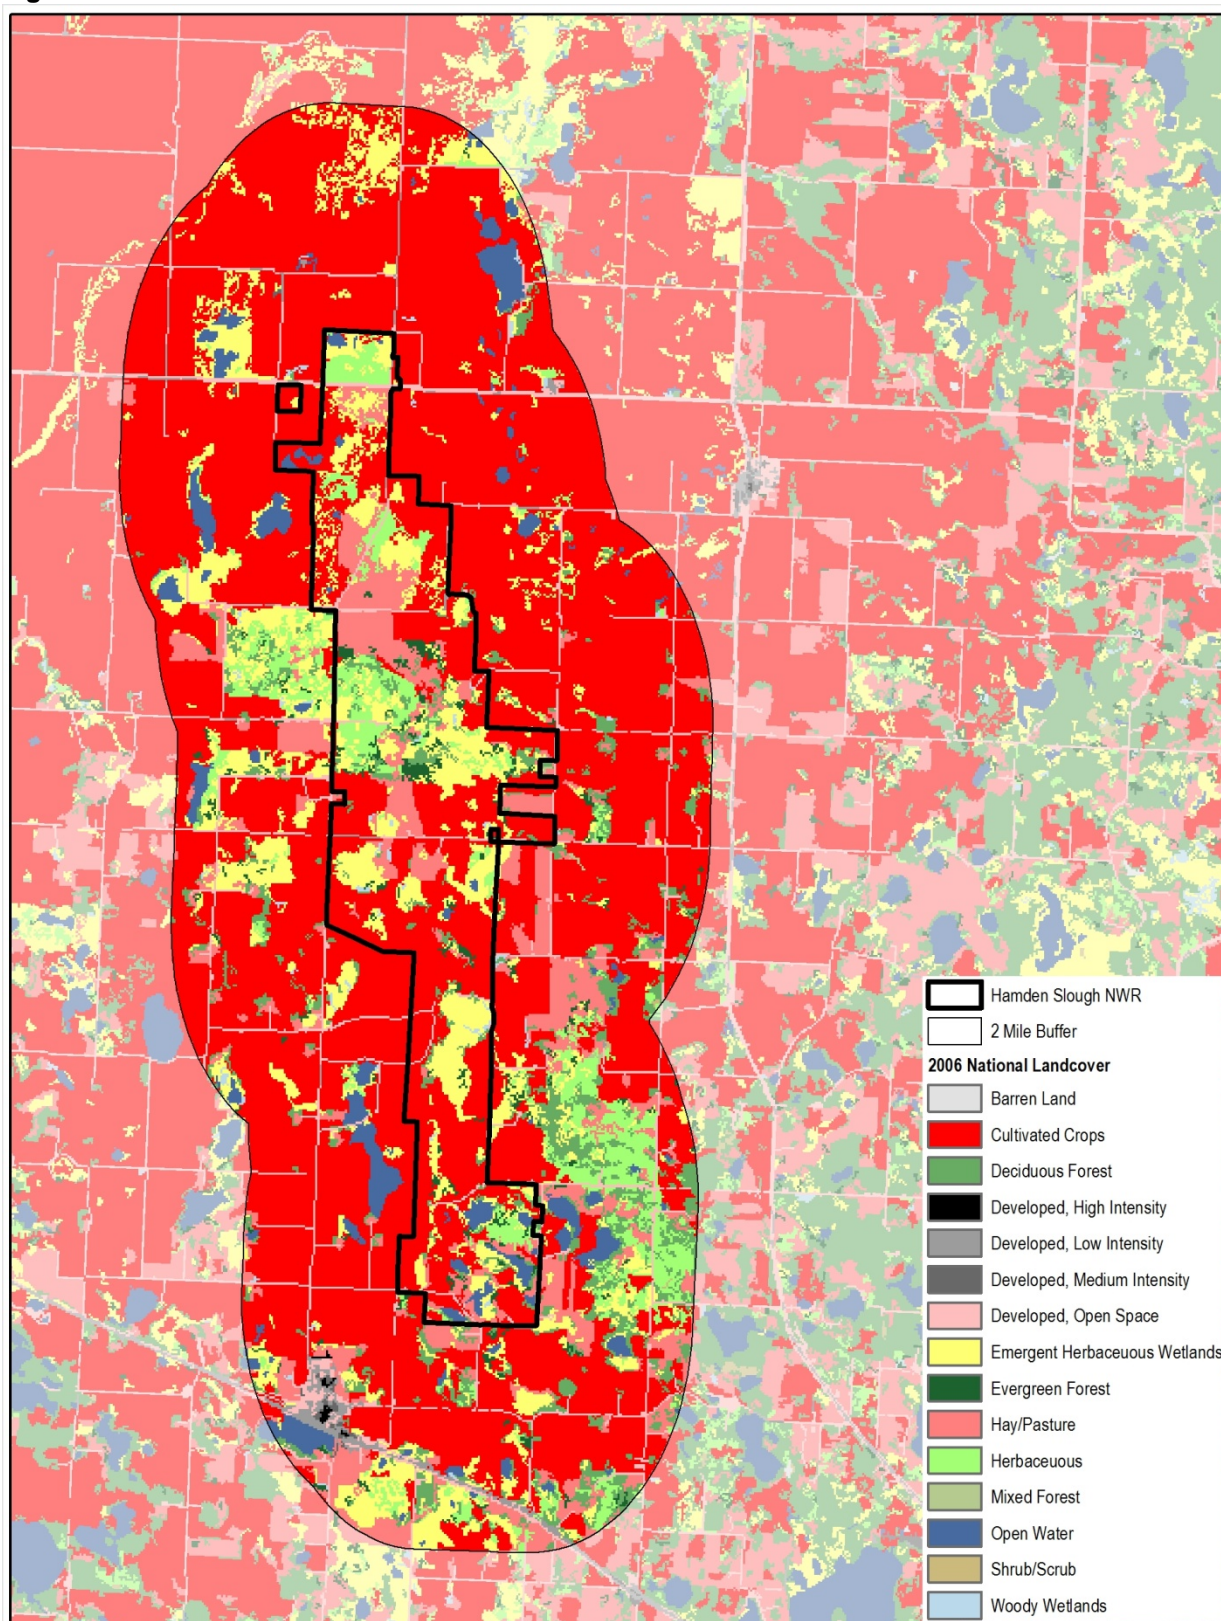 Hamden Slough NWR
2 Mile Buffer
2006 National Landcover
Barren Land
Cultivated Crops
Deciduous Forest
Developed, High Intensity
Developed, Low Intensity
Developed, Medium Intensity
Developed, Open Space
Emergent Herbaceuous Wetlands
Evergreen Forest
Hay/Pasture
Herbaceuous
Mixed Forest
Open Water
Shrub/Scrub
Woody Wetlands